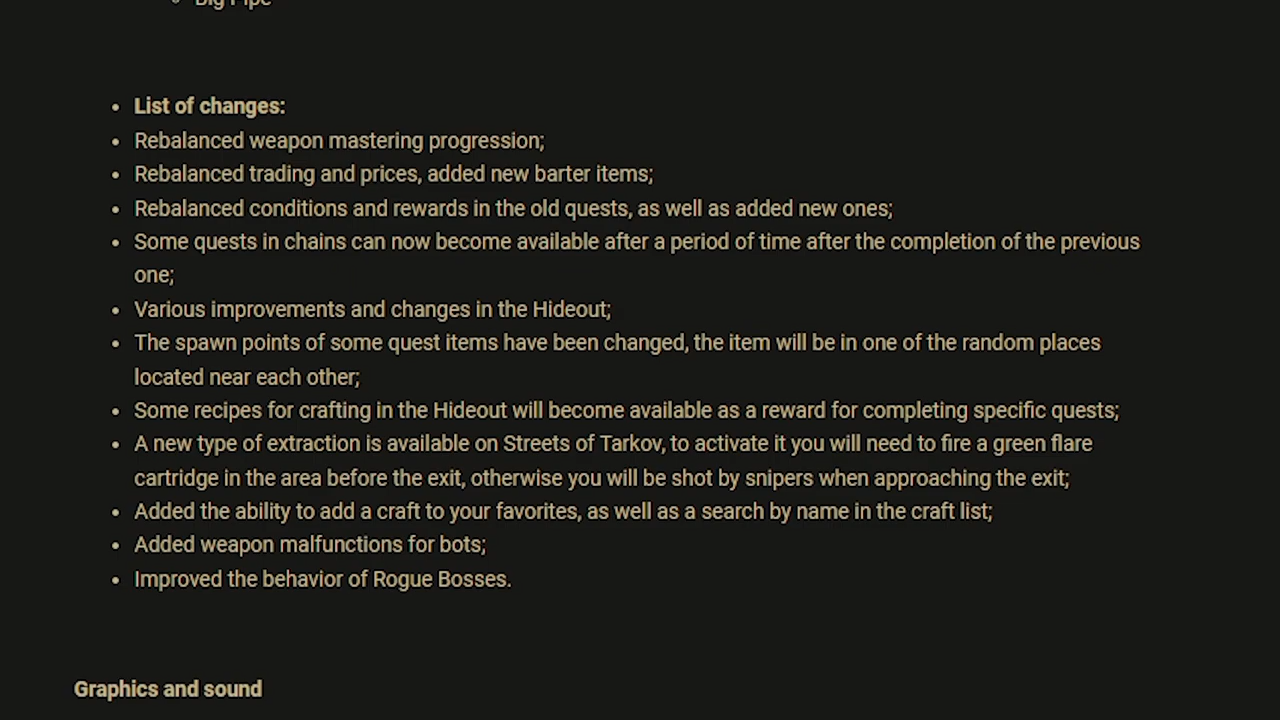 Big Pipe
List of changes:
Rebalanced weapon mastering progression;
Rebalanced trading and prices, added new barter items;
Rebalanced conditions and rewards in the old quests, as well as added new ones;
Some quests in chains can now become available after a period of time after the completion of the previous
one;
Various improvements and changes in the Hideout;
The spawn points of some quest items have been changed, the item will be in one of the random places
located near each other;
Some recipes for crafting in the Hideout will become available as a reward for completing specific quests;
A new type of extraction is available on Streets of Tarkov, to activate it you will need to fire a green flare
cartridge in the area before the exit, otherwise you will be shot by snipers when approaching the exit;
Added the ability to add a craft to your favorites, as well as a search by name in the craft list;
Added weapon malfunctions for bots;
Improved the behavior of Rogue Bosses.
Graphics and sound